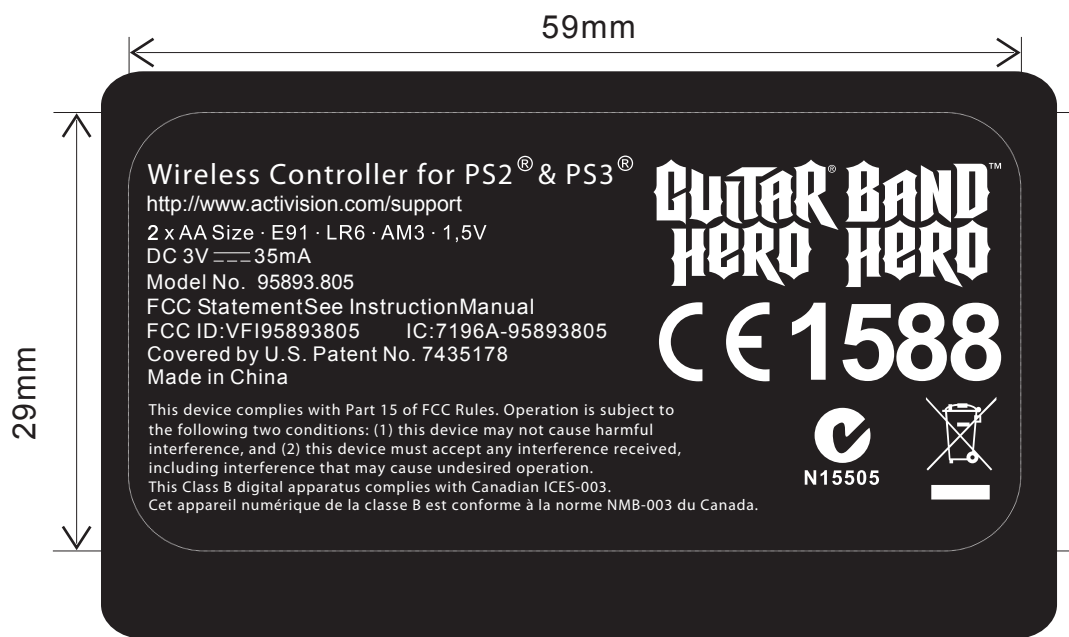 59mm
29mm
Wireless Controller for PS2® & PS3®
http://www.activision.com/support
2 x AA Size · E91 · LR6 · AM3 · 1,5V
DC 3V ⎓ 35mA
Model No. 95893.805
FCC StatementSee InstructionManual
FCC ID:VFI95893805 IC:7196A-95893805
Covered by U.S. Patent No. 7435178
Made in China
This device complies with Part 15 of FCC Rules. Operation is subject to
the following two conditions: (1) this device may not cause harmful
interference, and (2) this device must accept any interference received,
including interference that may cause undesired operation.
This Class B digital apparatus complies with Canadian ICES-003.
Cet appareil numérique de la classe B est conforme à la norme NMB-003 du Canada.
GUITAR® HERO
BAND HERO™
CE 1588
N15505